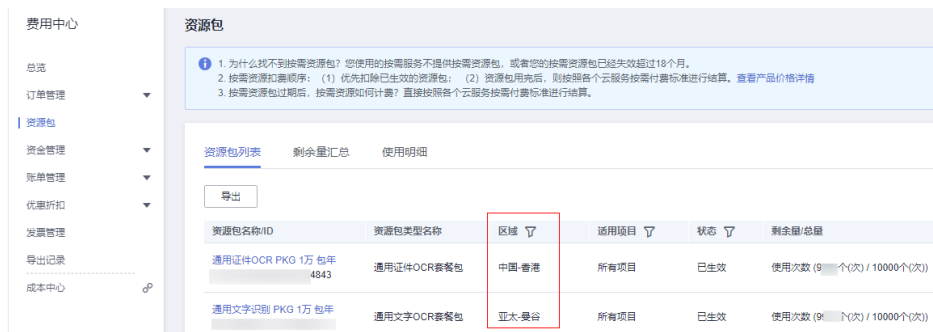 费用中心
总览
订单管理
资源包
资金管理
账单管理
优惠折扣
发票管理
导出记录
成本中心
资源包
1. 为什么找不到按需资源包？您使用的按需服务不提供按需资源包，或者您的按需资源包已经失效超过18个月。
2. 按需资源扣费顺序：（1）优先扣除已生效的资源包；（2）资源包用完后，则按照各个云服务按需付费标准进行结算。查看产品价格详情
3. 按需资源包过期后，按需资源如何计费？直接按照各个云服务按需付费标准进行结算。
资源包列表 剩余量汇总 使用明细
导出
资源包名称/ID 资源包类型名称 区域 适用项目 状态 剩余量/总量
通用证件OCR PKG 1万 包年
4843
通用证件OCR套餐包 中国-香港 所有项目 已生效 使用次数 (9 个(次) / 10000个(次))
通用文字识别 PKG 1万 包年
通用文字OCR套餐包 亚太-曼谷 所有项目 已生效 使用次数 (9 个(次) / 10000个(次))